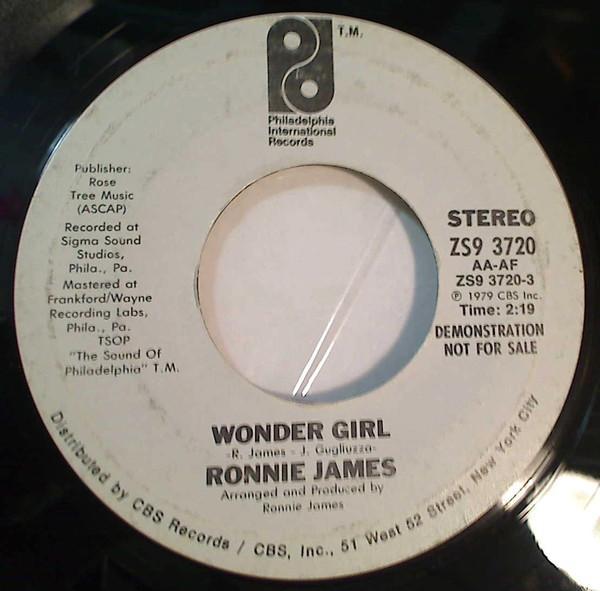 T.M.
Philadelphia
International
Records
Publisher:
Rose
Tree Music
(ASCAP)
Recorded at
Sigma Sound
Studios,
Phila., Pa.
Mastered at
Frankford/Wayne
Recording Labs,
Phila., Pa.
TSOP
"The Sound Of
Philadelphia" T.M.
STEREO
ZS9 3720
AA-AF
ZS9 3720-3
℗ 1979 CBS Inc.
Time: 2:19
DEMONSTRATION
NOT FOR SALE
WONDER GIRL
-R. James - J. Gugliuzza-
RONNIE JAMES
Arranged and Produced by
Ronnie James
Distributed by CBS Records / CBS, Inc., 51 West 52 Street, New York City